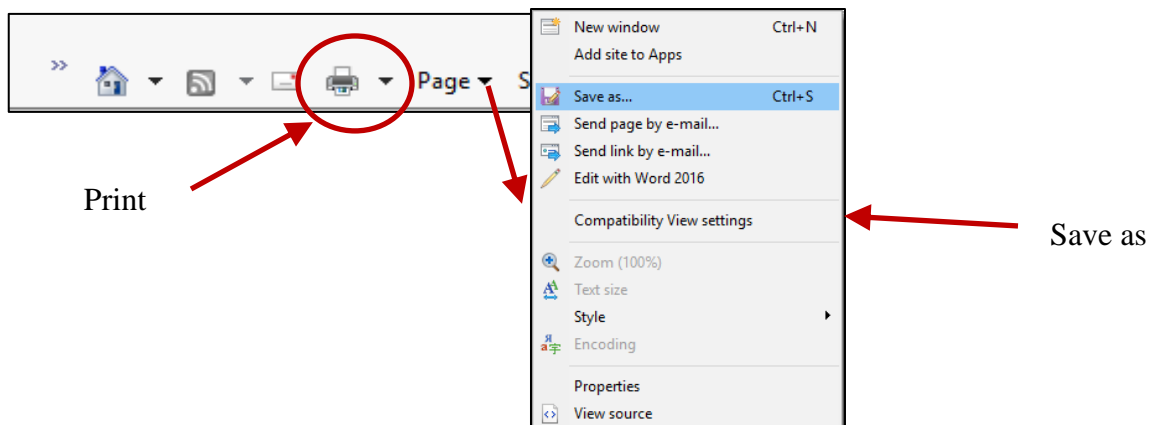 » Page S
New window Ctrl+N
Add site to Apps
Save as... Ctrl+S
Send page by e-mail...
Send link by e-mail...
Edit with Word 2016
Print
Compatibility View settings
Save as
Zoom (100%)
Text size
Style
Encoding
Properties
View source